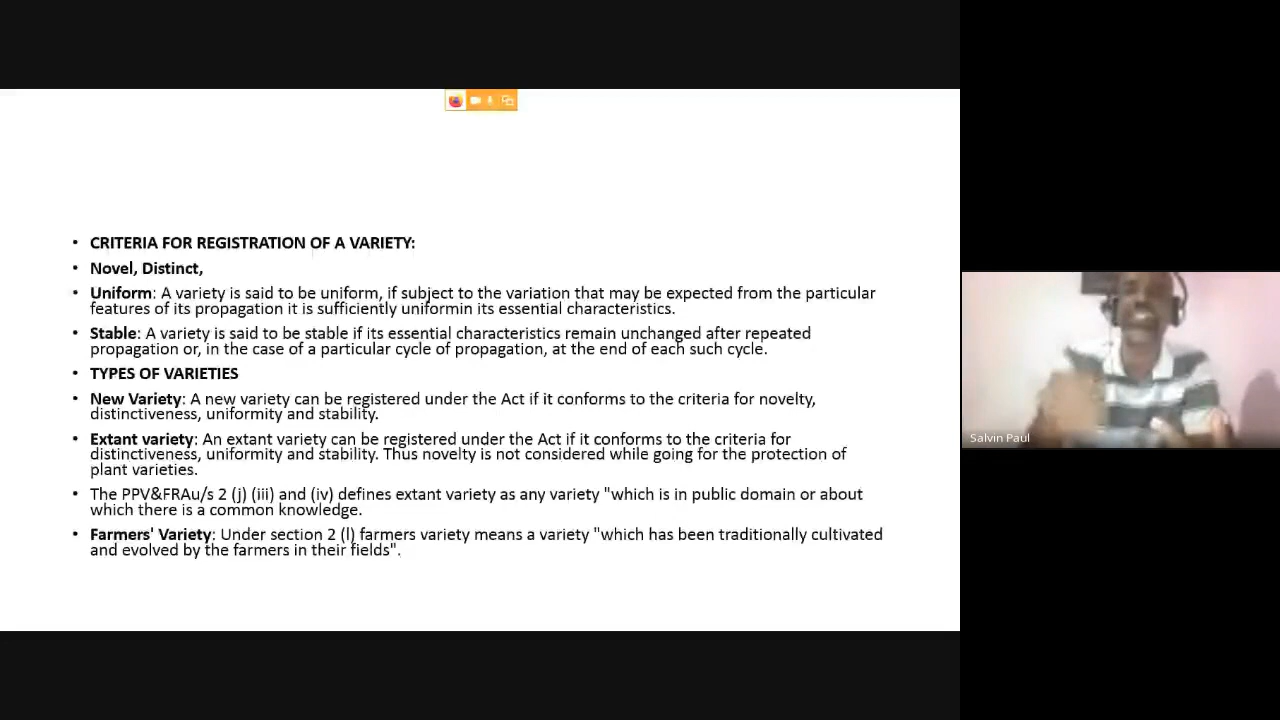 • CRITERIA FOR REGISTRATION OF A VARIETY:
• Novel, Distinct,
• Uniform: A variety is said to be uniform, if subject to the variation that may be expected from the particular
features of its propagation it is sufficiently uniformin its essential characteristics.
• Stable: A variety is said to be stable if its essential characteristics remain unchanged after repeated
propagation or, in the case of a particular cycle of propagation, at the end of each such cycle.
• TYPES OF VARIETIES
• New Variety: A new variety can be registered under the Act if it conforms to the criteria for novelty,
distinctiveness, uniformity and stability.
• Extant variety: An extant variety can be registered under the Act if it conforms to the criteria for
distinctiveness, uniformity and stability. Thus novelty is not considered while going for the protection of
plant varieties.
• The PPV&FRAu/s 2 (j) (iii) and (iv) defines extant variety as any variety "which is in public domain or about
which there is a common knowledge.
• Farmers' Variety: Under section 2 (l) farmers variety means a variety "which has been traditionally cultivated
and evolved by the farmers in their fields".
Salvin Paul